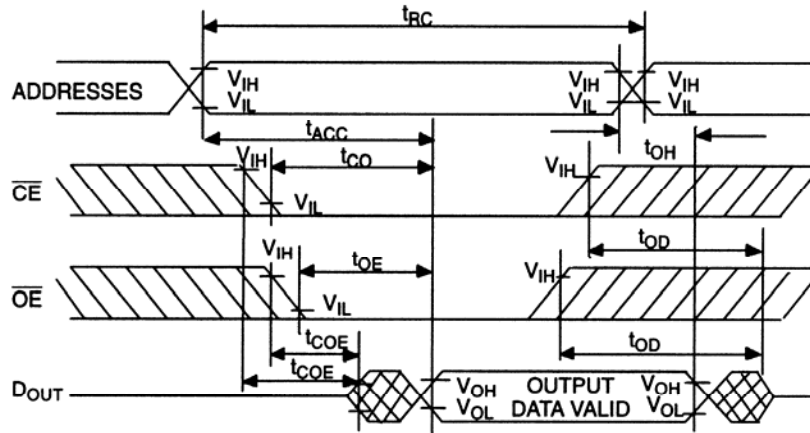 tRC
ADDRESSES
VIH
VIL
VIH
VIL
VIH
VIL
tACC
tOH
CE
VIH
tCO
VIL
VIH
tOD
OE
VIH
tOE
VIL
VIH
tCOE
tOD
tCOE
DOUT
VOH
VOL
OUTPUT
DATA VALID
VOH
VOL